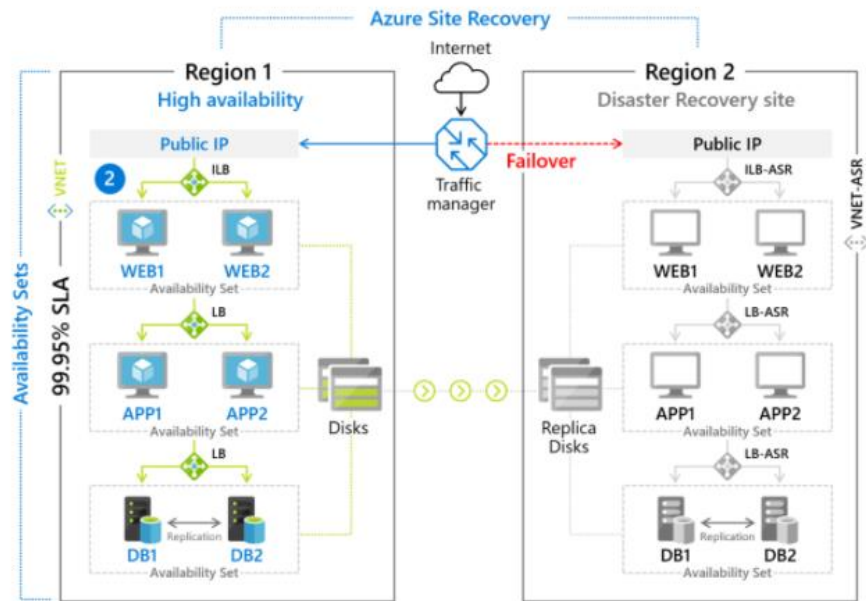 Azure Site Recovery
Internet
Region 1
High availability
Public IP
ILB
2
VNET
WEB1
WEB2
Availability Set
LB
Availability Sets
99.95% SLA
APP1
APP2
Availability Set
LB
DB1
Replication
DB2
Availability Set
Disks
Traffic
manager
Failover
Region 2
Disaster Recovery site
Public IP
ILB-ASR
VNET-ASR
WEB1
WEB2
Availability Set
LB-ASR
APP1
APP2
Availability Set
Replica
Disks
LB-ASR
DB1
Replication
DB2
Availability Set